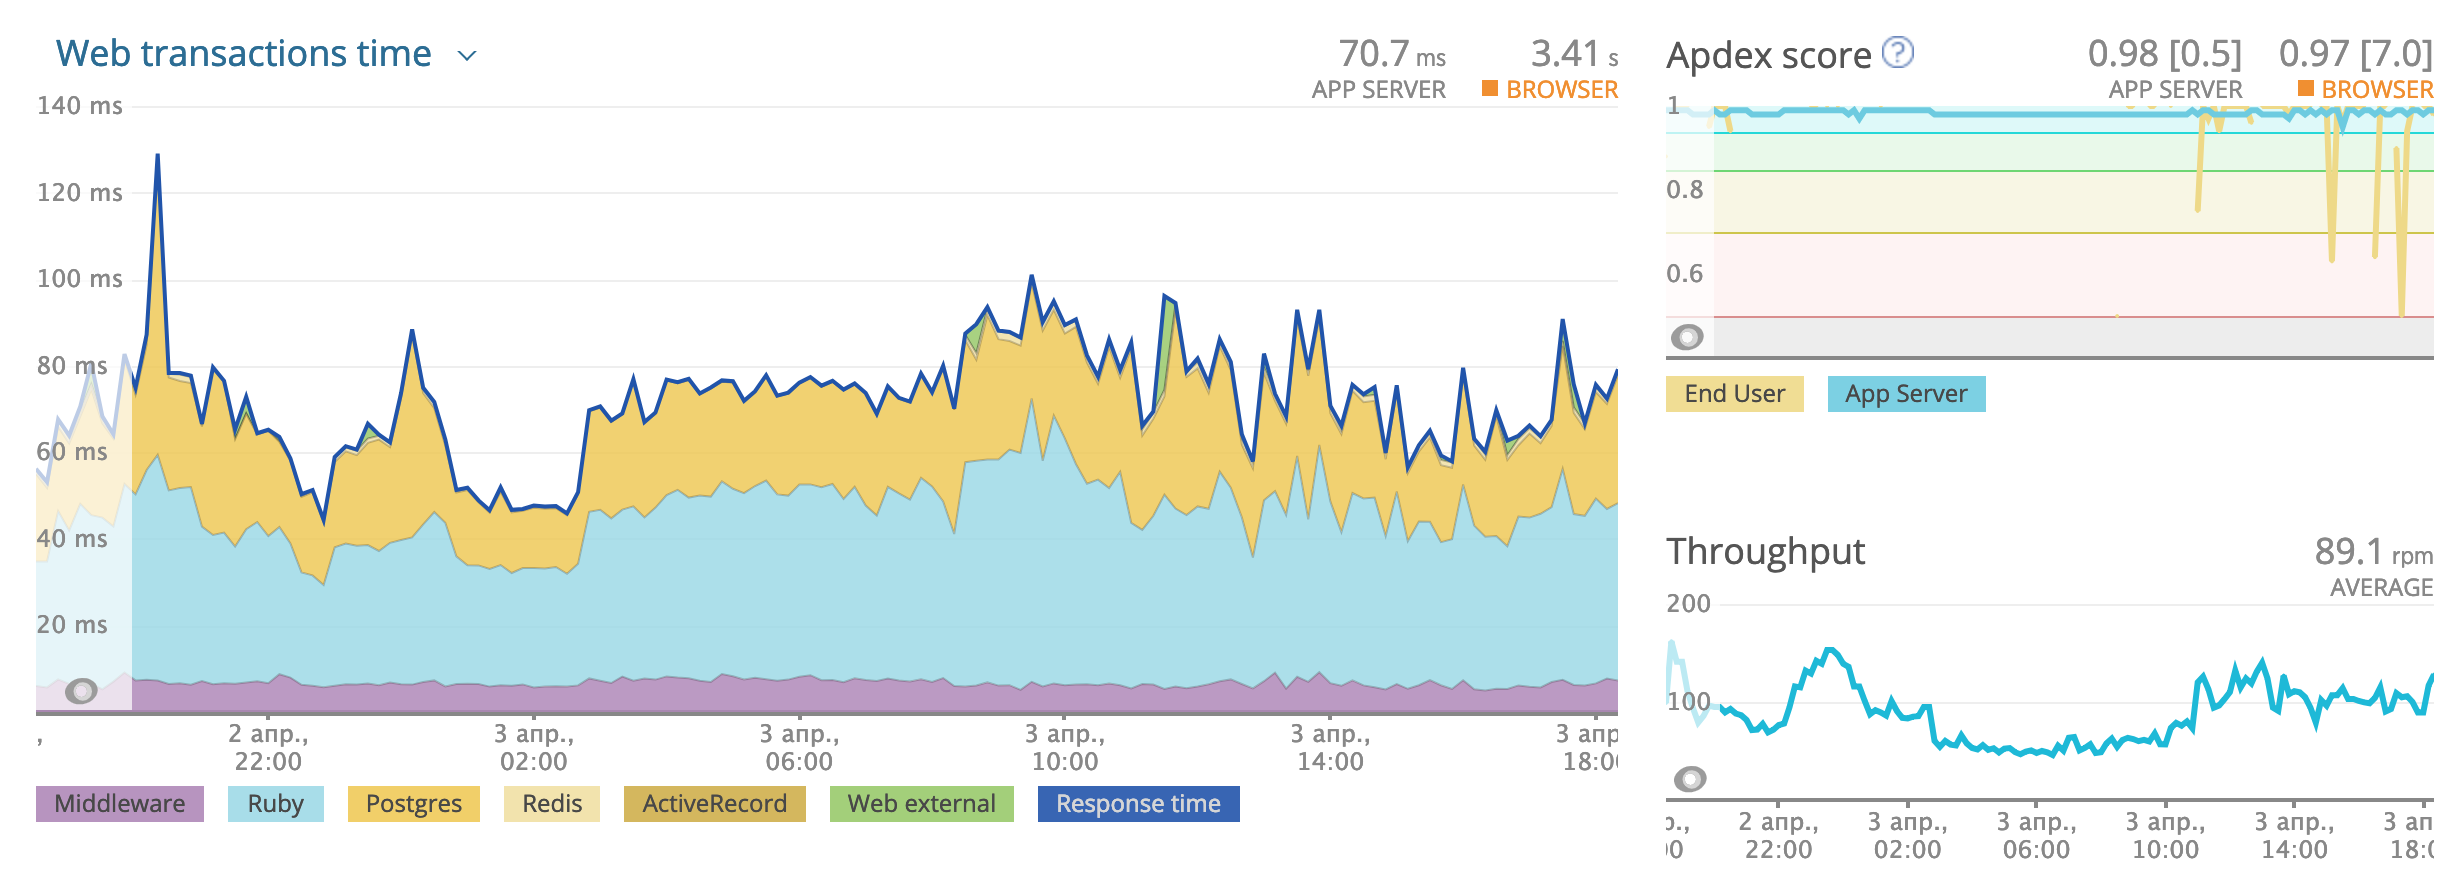 Web transactions time
70.7 ms
APP SERVER
3.41 s
BROWSER
140 ms
120 ms
100 ms
80 ms
60 ms
40 ms
20 ms
2 апр., 22:00
3 апр., 02:00
3 апр., 06:00
3 апр., 10:00
3 апр., 14:00
3 апр 18:00
Middleware
Ruby
Postgres
Redis
ActiveRecord
Web external
Response time
Apdex score ?
0.98 [0.5]
APP SERVER
0.97 [7.0]
BROWSER
1
0.8
0.6
End User
App Server
Throughput
89.1 rpm
AVERAGE
200
100
2 апр., 22:00
3 апр., 02:00
3 апр., 06:00
3 апр., 10:00
3 апр., 14:00
3 ап 18: